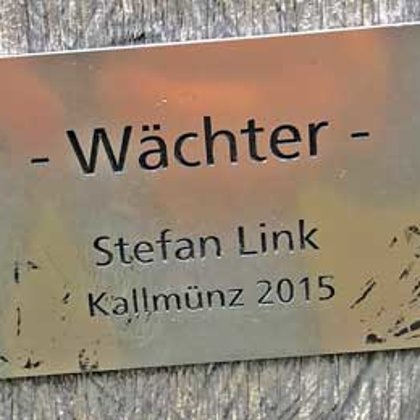 - Wächter -
Stefan Link
Kallmünz 2015